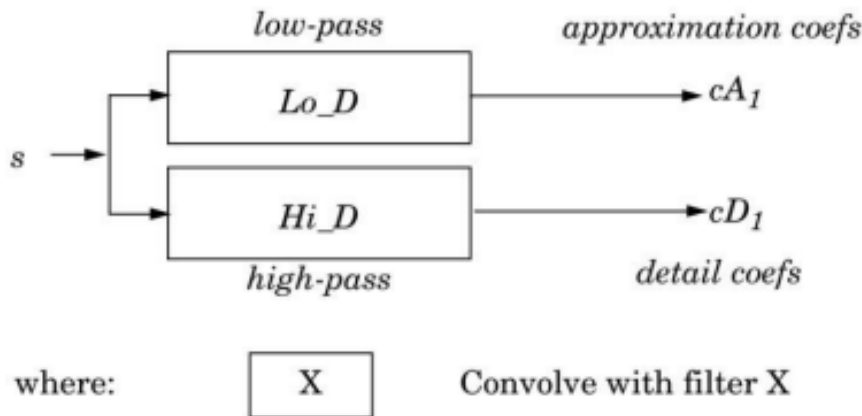 low-pass approximation coefs
Lo_D cA1
s
Hi_D cD1
high-pass detail coefs
where: X Convolve with filter X